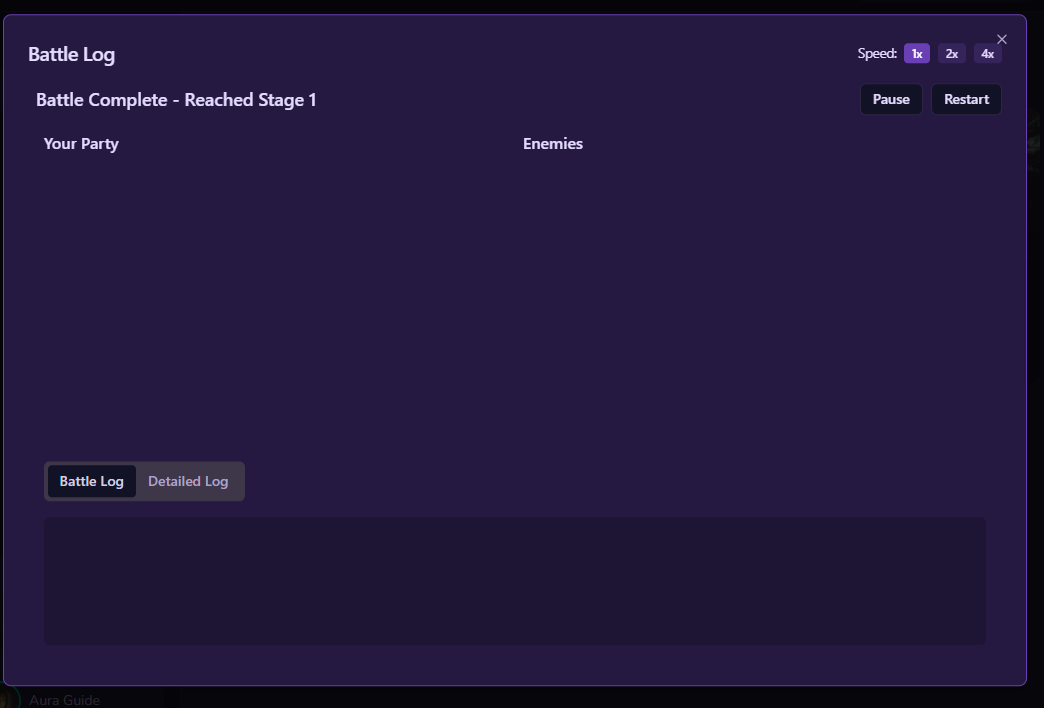 Battle Log
Speed: 1x 2x 4x
Battle Complete - Reached Stage 1
Pause Restart
Your Party
Enemies
Battle Log Detailed Log
Aura Guide